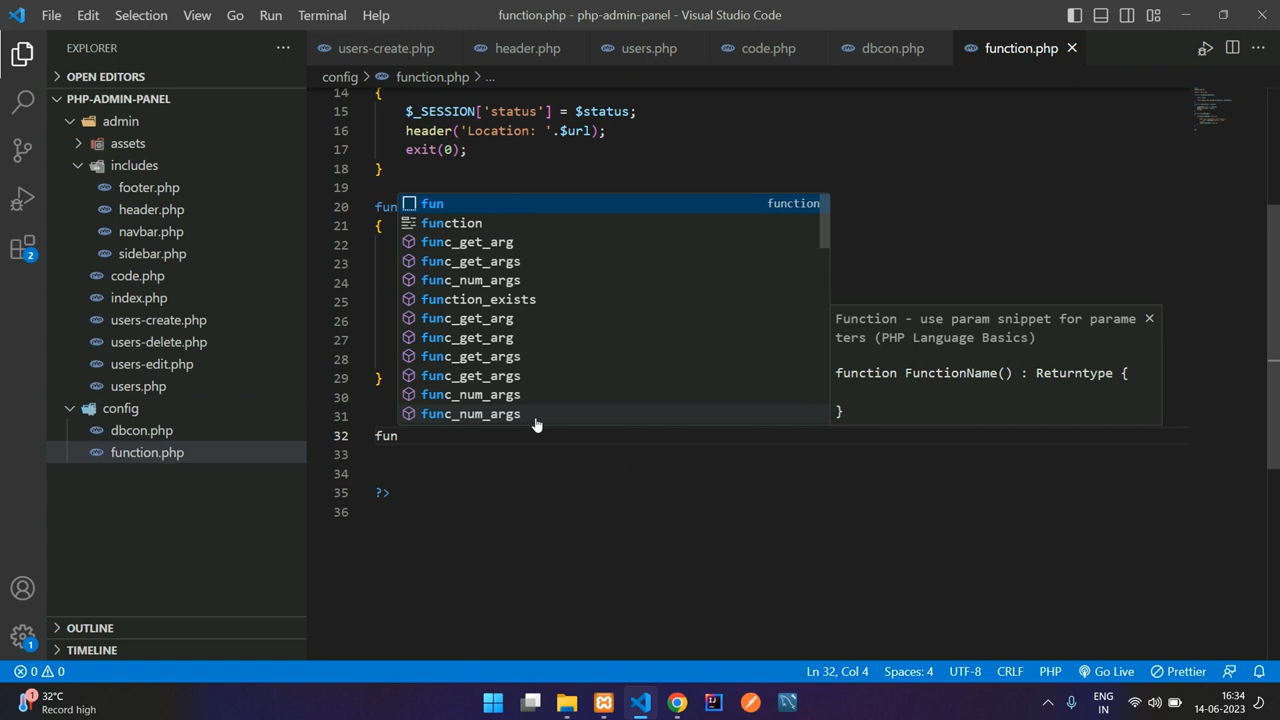 File Edit Selection View Go Run Terminal Help function.php - php-admin-panel - Visual Studio Code
EXPLORER
users-create.php header.php users.php code.php dbcon.php function.php
OPEN EDITORS
config > function.php > ...
PHP-ADMIN-PANEL
admin
assets
includes
footer.php
header.php
navbar.php
sidebar.php
code.php
index.php
users-create.php
users-delete.php
users-edit.php
users.php
config
dbcon.php
function.php
OUTLINE
TIMELINE
2
1
14 {
15 $_SESSION['status'] = $status;
16 header('Location: '.$url);
17 exit(0);
18 }
19
20 fun
21 {
22
23
24
25
26
27
28
29 }
30
31
32 fun
33
34
35 ?>
36
fun function
function
func_get_arg
func_get_args
func_num_args
function_exists
func_get_arg
func_get_arg
func_get_args
func_get_args
func_num_args
func_num_args
Function - use param snippet for parame
ters (PHP Language Basics)
function FunctionName() : Returntype {
}
0 0 Ln 32, Col 4 Spaces: 4 UTF-8 CRLF PHP Go Live Prettier
1 32°C
Record high
ENG
IN
16:34
14-06-2023